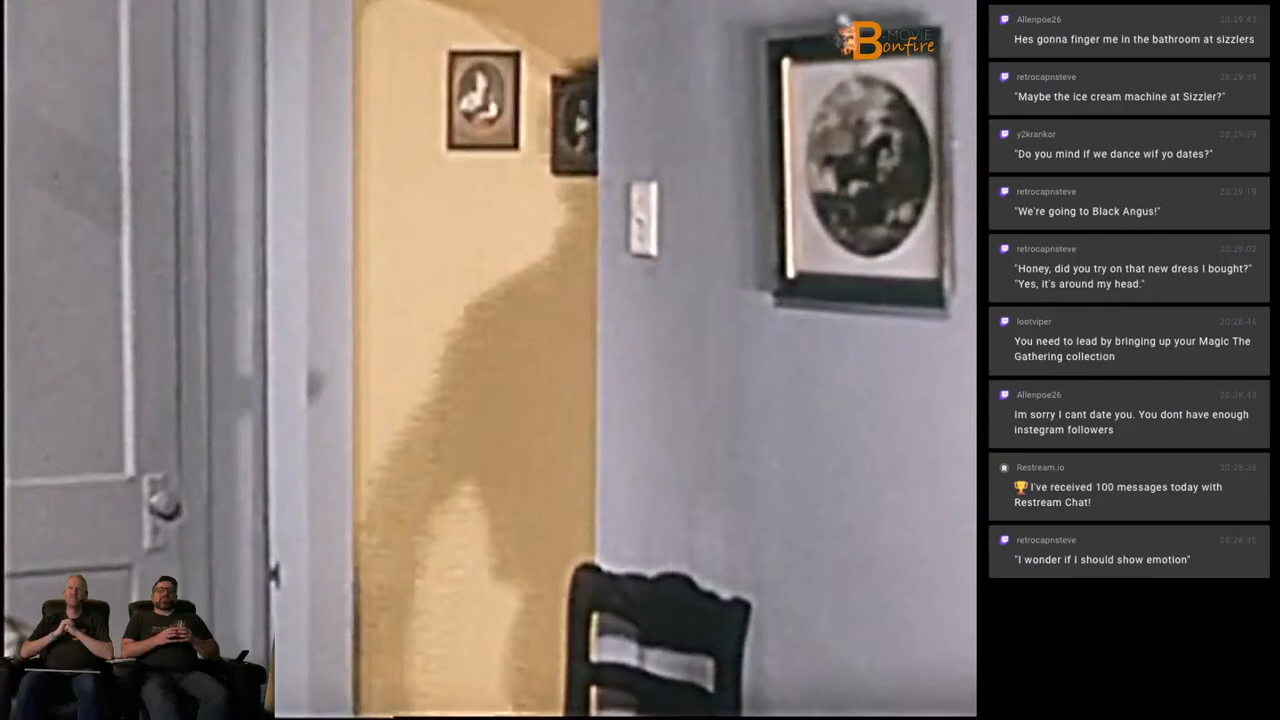 B-MOVIE
Bonfire
Allenpoe26 20:29:42
Hes gonna finger me in the bathroom at sizzlers
retrocapnsteve 20:29:39
"Maybe the ice cream machine at Sizzler?"
y2krankor 20:29:39
"Do you mind if we dance wif yo dates?"
retrocapnsteve 20:29:19
"We're going to Black Angus!"
retrocapnsteve 20:29:02
"Honey, did you try on that new dress I bought?"
"Yes, it's around my head."
lootviper 20:28:46
You need to lead by bringing up your Magic The
Gathering collection
Allenpoe26 20:28:43
Im sorry I cant date you. You dont have enough
instegram followers
R Restream.io 20:28:36
🏆 I've received 100 messages today with
Restream Chat!
retrocapnsteve 20:28:35
"I wonder if I should show emotion"